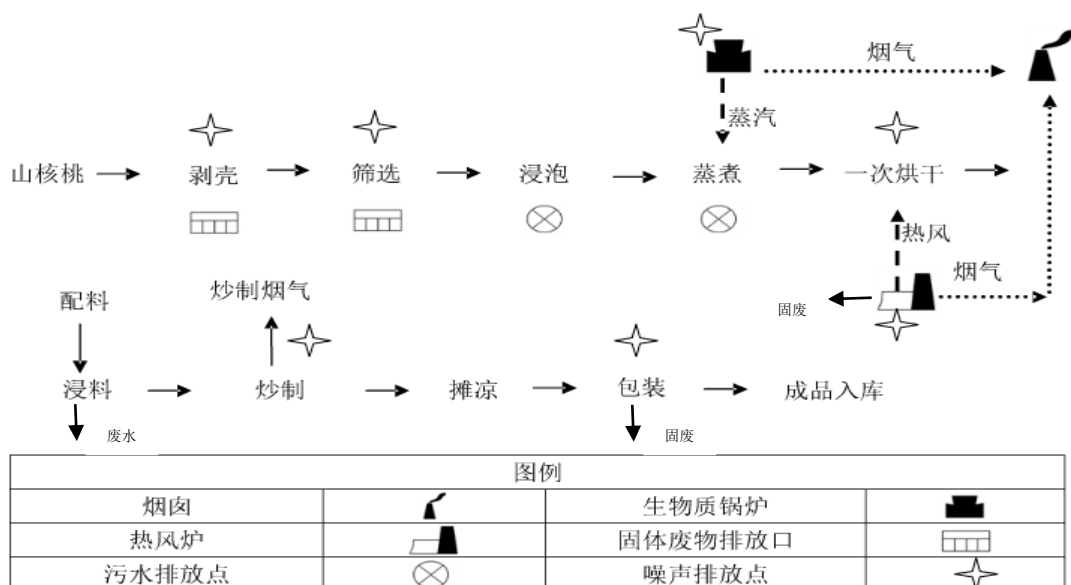 烟气
蒸汽
山核桃
剥壳
筛选
浸泡
蒸煮
一次烘干
热风
烟气
固废
配料
炒制烟气
浸料
炒制
摊凉
包装
成品入库
废水
固废
图例
烟囱
生物质锅炉
热风炉
固体废物排放口
污水排放点
噪声排放点